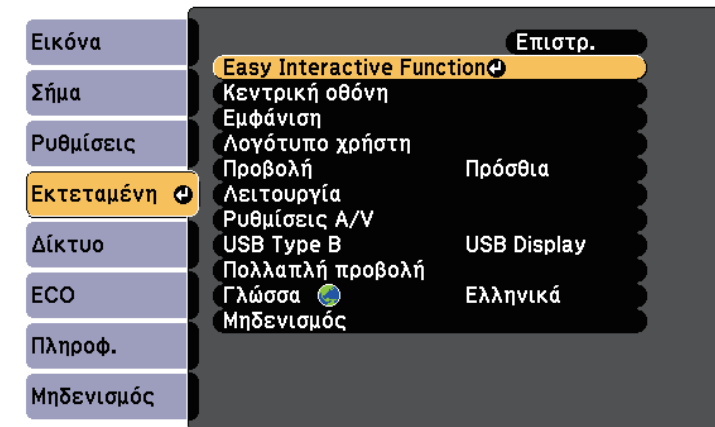 Εικόνα
Σήμα
Ρυθμίσεις
Εκτεταμένη
Δίκτυο
ECO
Πληροφ.
Μηδενισμός
Επιστρ.
Easy Interactive Function
Κεντρική οθόνη
Εμφάνιση
Λογότυπο χρήστη
Προβολή Πρόσθια
Λειτουργία
Ρυθμίσεις A/V
USB Type B USB Display
Πολλαπλή προβολή
Γλώσσα Ελληνικά
Μηδενισμός